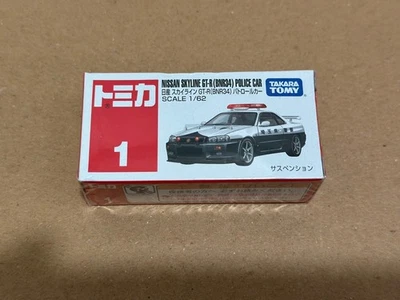 トミカ
1
NISSAN SKYLINE GT-R (BNR34) POLICE CAR
日産 スカイライン GT-R(BNR34) パトロールカー
SCALE 1/62
TAKARA
TOMY
サスペンション